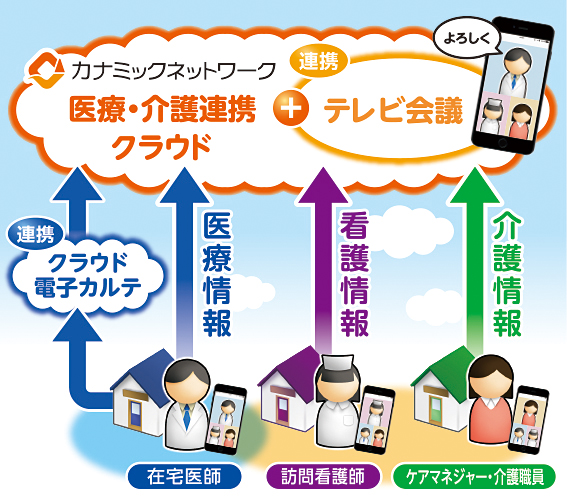 よろしく
カナミックネットワーク
連携
医療・介護連携
クラウド
+
テレビ会議
連携
クラウド
電子カルテ
医療情報
看護情報
介護情報
在宅医師
訪問看護師
ケアマネジャー・介護職員